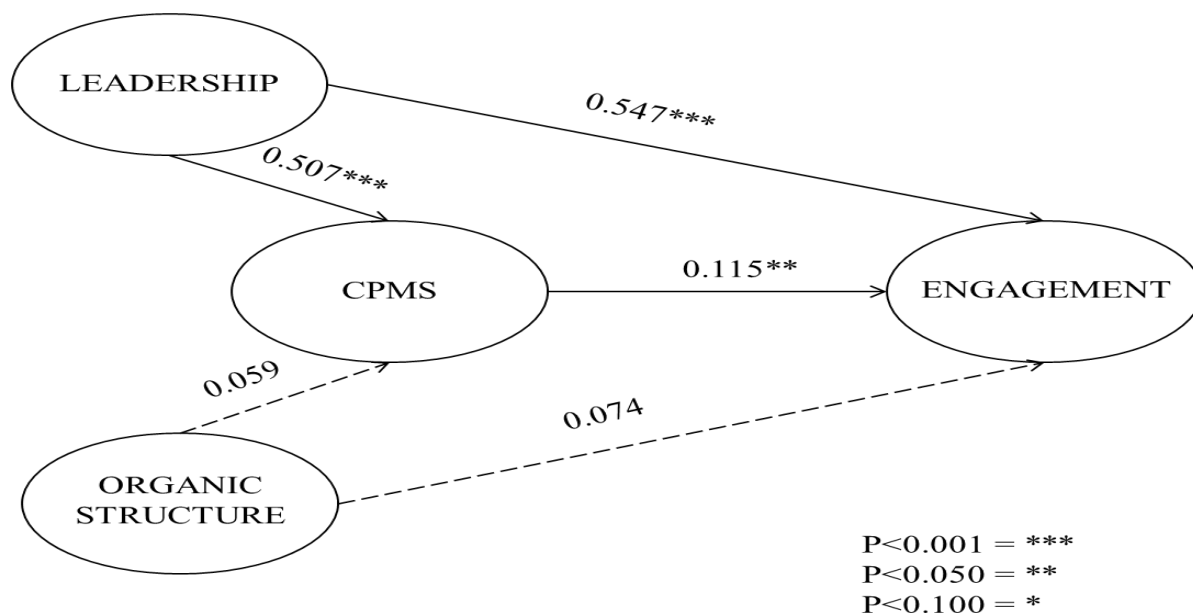 LEADERSHIP
0.547***
0.507***
CPMS
0.115**
ENGAGEMENT
0.059
0.074
ORGANIC
STRUCTURE
P<0.001 = ***
P<0.050 = **
P<0.100 = *